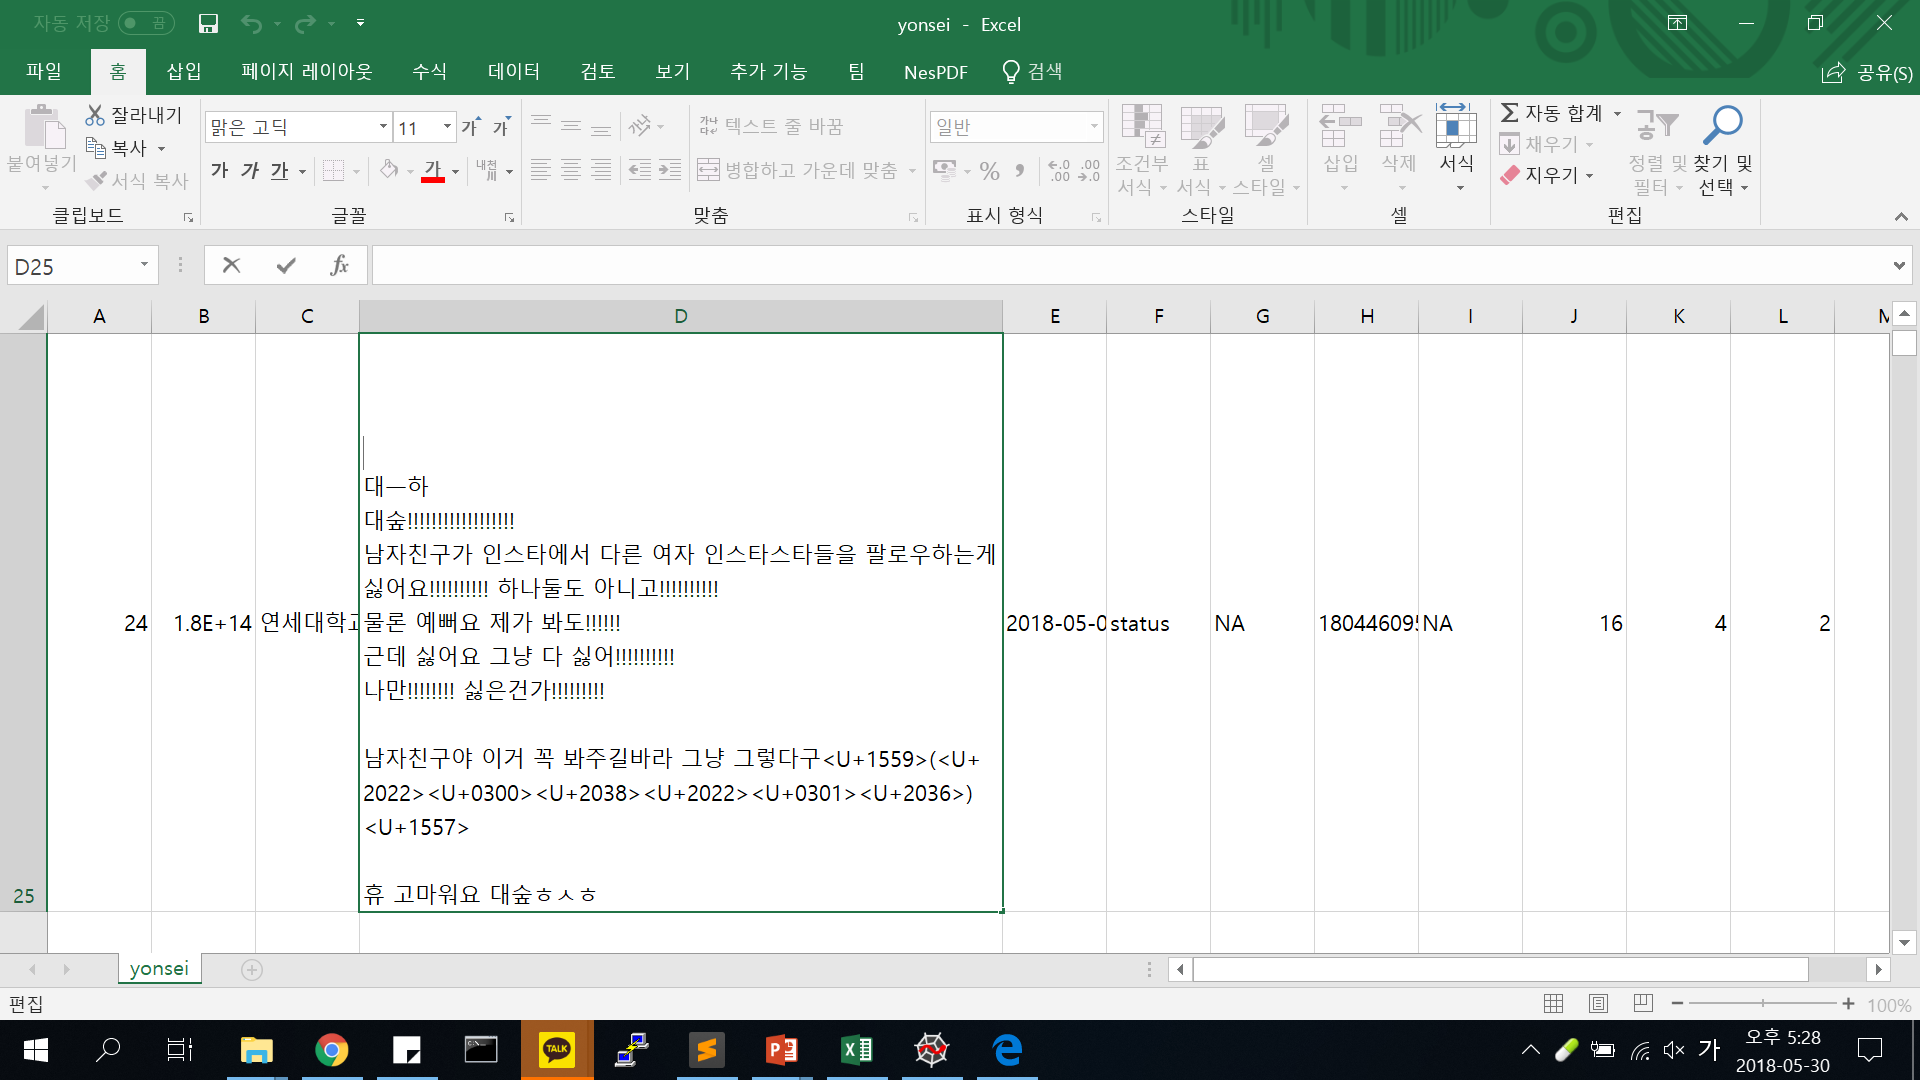 자동 저장 끔
yonsei - Excel
파일 홈 삽입 페이지 레이아웃 수식 데이터 검토 보기 추가 기능 팀 NesPDF 검색 공유(S)
붙여넣기 잘라내기 복사 서식 복사
맑은 고딕 11 가 가
가 가 가 가 내천
텍스트 줄 바꿈
병합하고 가운데 맞춤
일반
% ,
조건부 서식 표 서식 셀 스타일
삽입 삭제 서식
자동 합계
채우기
지우기
정렬 및 필터 찾기 및 선택
클립보드 글꼴 맞춤 표시 형식 스타일 셀 편집
D25 fx
A B C D E F G H I J K L M
대ㅡ하
대숲!!!!!!!!!!!!!!!!!!
남자친구가 인스타에서 다른 여자 인스타스타들을 팔로우하는게
싫어요!!!!!!!!!! 하나둘도 아니고!!!!!!!!!!
24 1.8E+14 연세대학교 물론 예뻐요 제가 봐도!!!!!! 2018-05-0 status NA 180446095 NA 16 4 2
근데 싫어요 그냥 다 싫어!!!!!!!!!!
나만!!!!!!!! 싫은건가!!!!!!!!!
남자친구야 이거 꼭 봐주길바라 그냥 그렇다구<U+1559>(<U+
2022><U+0300><U+2038><U+2022><U+0301><U+2036>)
<U+1557>
25 휴 고마워요 대숲ㅎㅅㅎ
yonsei
편집 100%
TALK 가 오후 5:28
2018-05-30